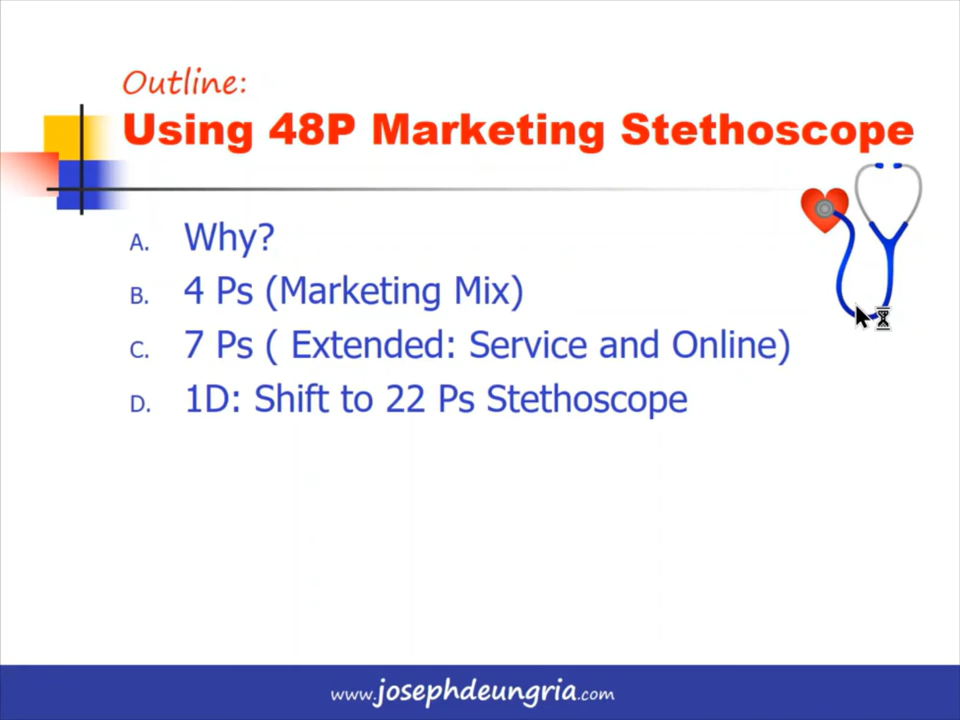 Outline:
Using 48P Marketing Stethoscope
A. Why?
B. 4 Ps (Marketing Mix)
C. 7 Ps ( Extended: Service and Online)
D. 1D: Shift to 22 Ps Stethoscope
www.josephdeungria.com